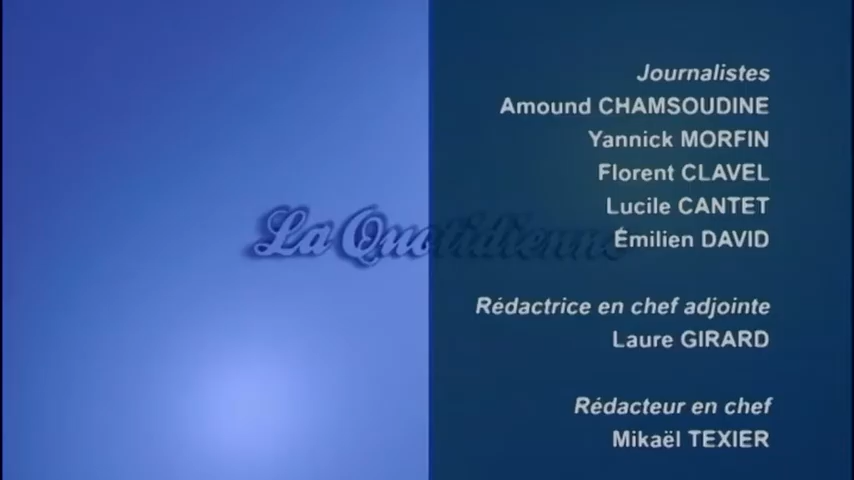 Journalistes
Amound CHAMSOUDINE
Yannick MORFIN
Florent CLAVEL
Lucile CANTET
La Quotidienne
Émilien DAVID
Rédactrice en chef adjointe
Laure GIRARD
Rédacteur en chef
Mikaël TEXIER